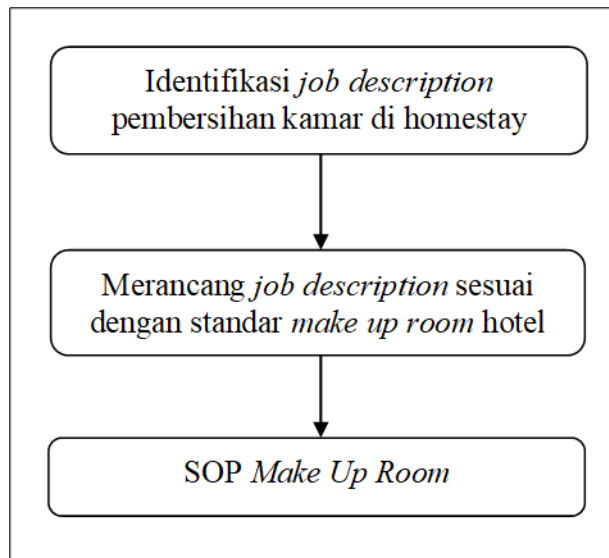 Identifikasi job description
pembersihan kamar di homestay
Merancang job description sesuai
dengan standar make up room hotel
SOP Make Up Room